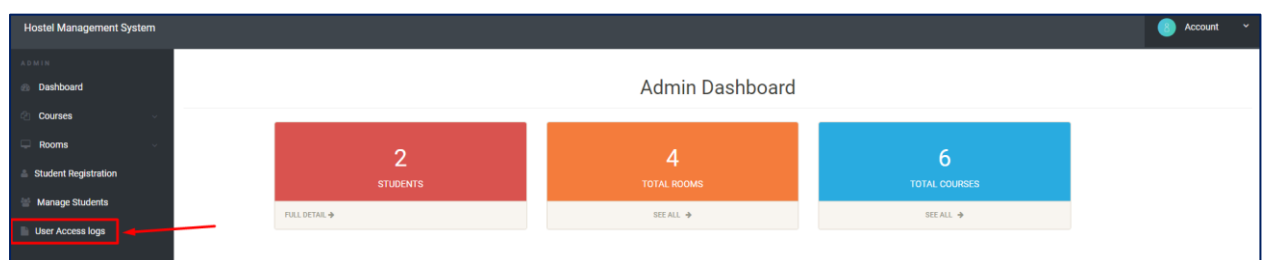 Hostel Management System
Account
ADMIN
Dashboard
Courses
Rooms
Student Registration
Manage Students
User Access logs
Admin Dashboard
2
STUDENTS
FULL DETAIL
4
TOTAL ROOMS
SEE ALL
6
TOTAL COURSES
SEE ALL